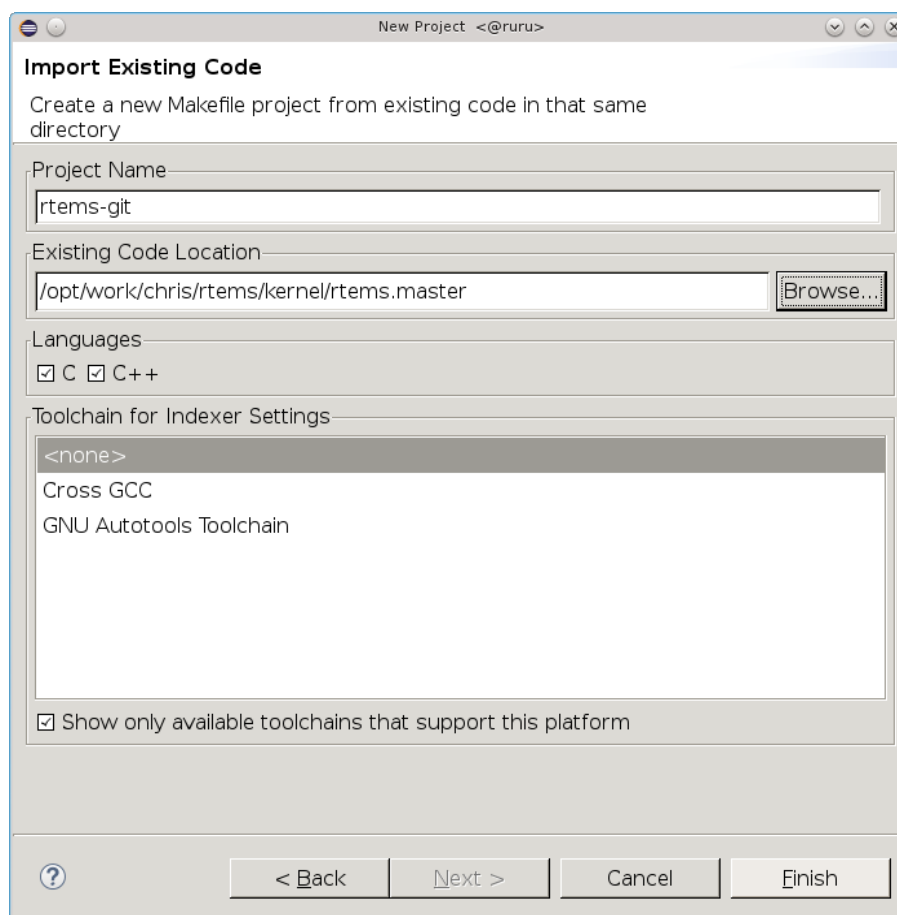 New Project <@ruru>
Import Existing Code
Create a new Makefile project from existing code in that same
directory
Project Name
rtems-git
Existing Code Location
/opt/work/chris/rtems/kernel/rtems.master
Browse...
Languages
C C++
Toolchain for Indexer Settings
<none>
Cross GCC
GNU Autotools Toolchain
Show only available toolchains that support this platform
? < Back Next > Cancel Finish